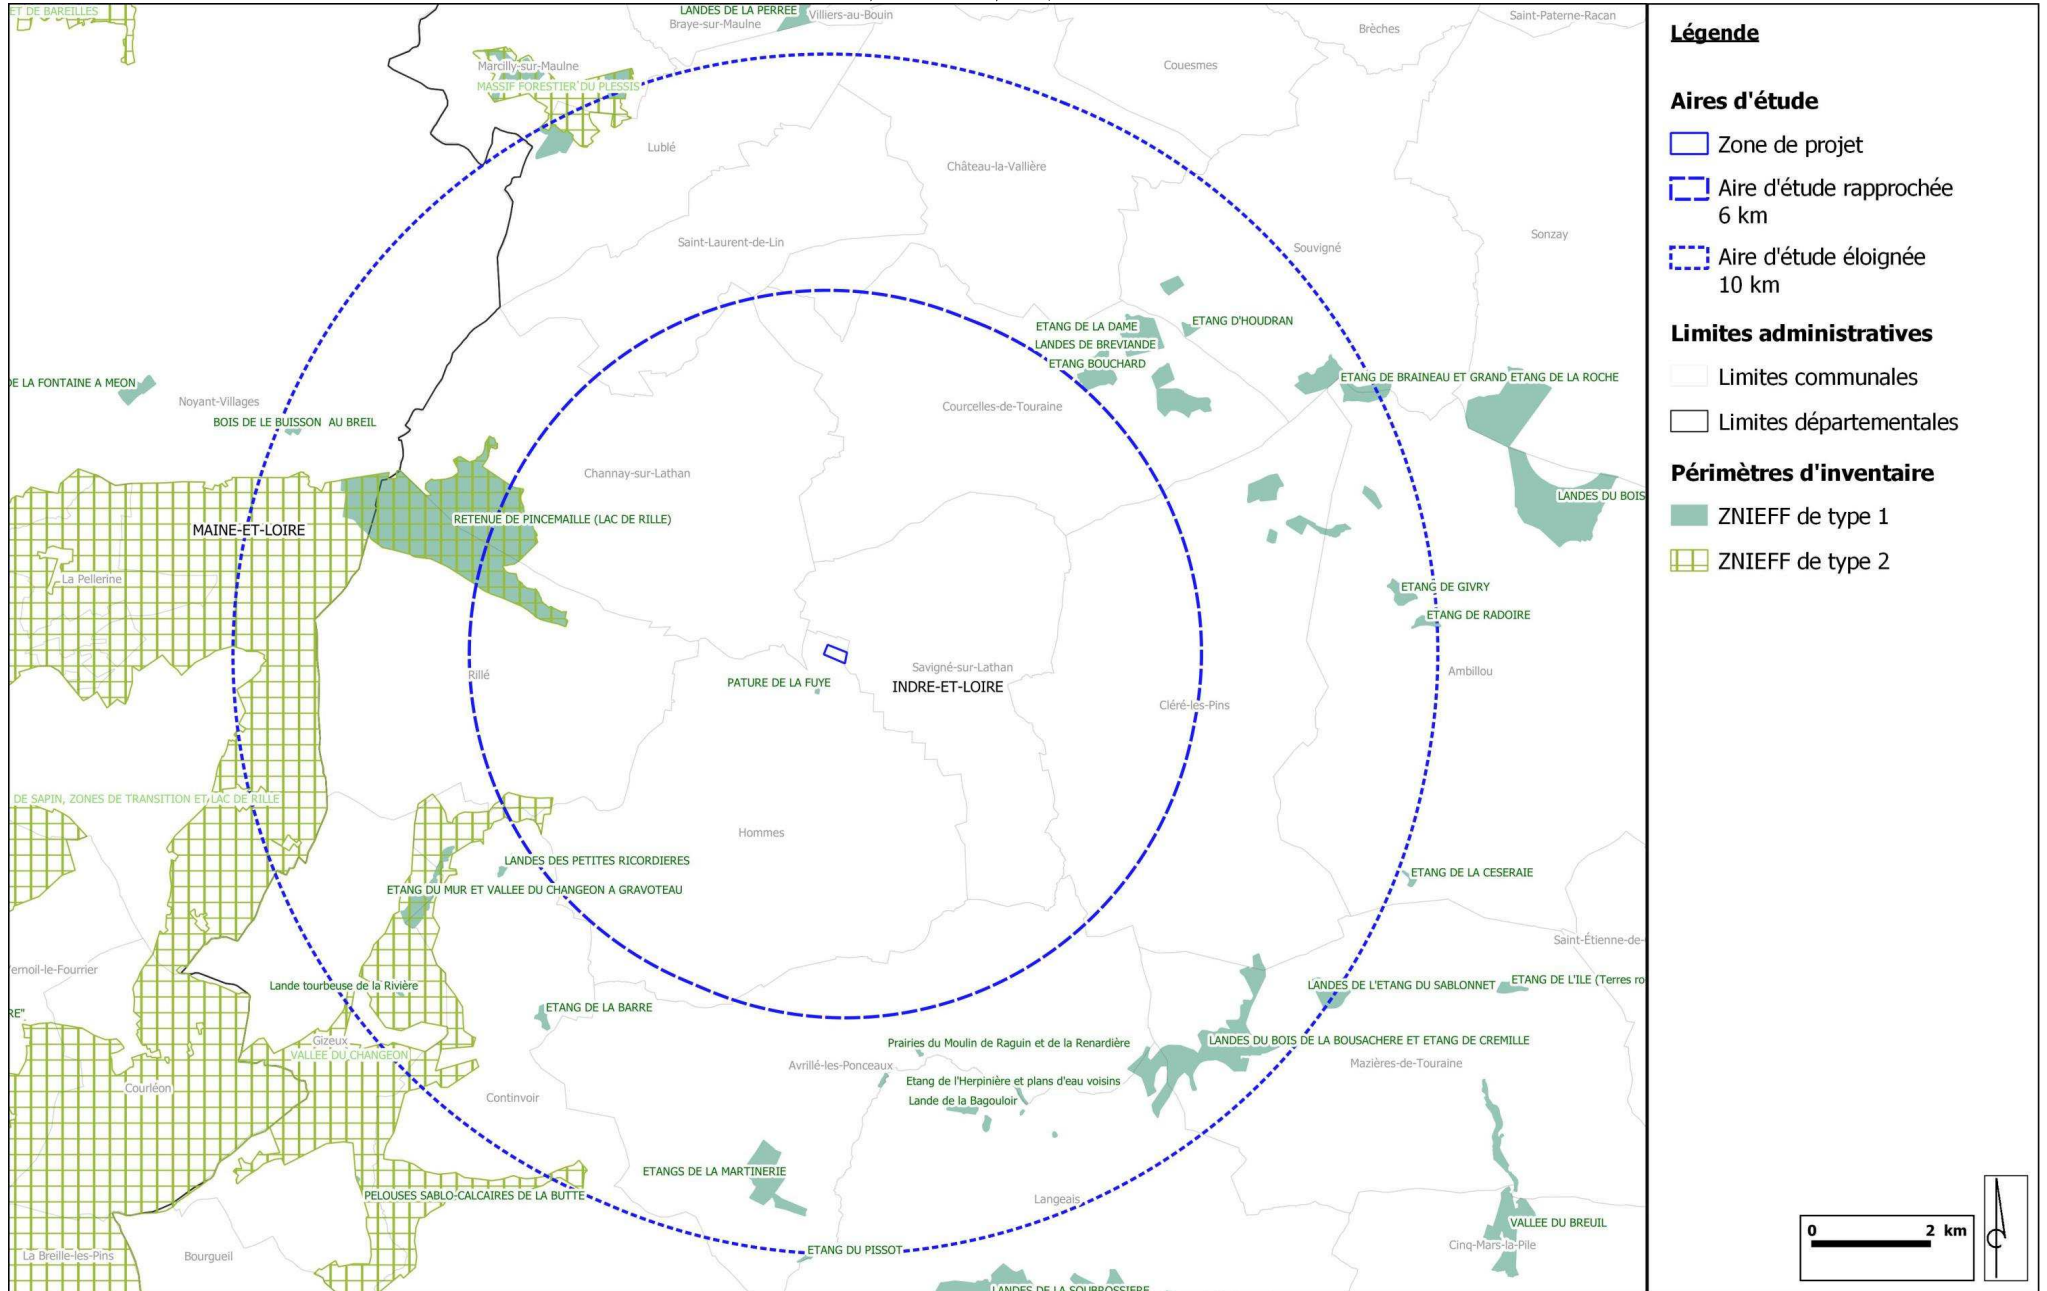 ET DE BAREILLES
LANDES DE LA PERREE
Villiers-au-Bouin
Braye-sur-Maulne
Saint-Paterne-Racan
Brèches
Couesmes
Marcilly-sur-Maulne
MASSIF FORESTIER DU PLESSIS
Lublé
Château-la-Vallière
Saint-Laurent-de-Lin
Souvigné
Sonzay
ETANG DE LA DAME
ETANG D'HOUDRAN
LANDES DE BREVIANDE
ETANG BOUCHARD
DE LA FONTAINE A MEON
Noyant-Villages
BOIS DE LE BUISSON AU BREIL
ETANG DE BRAINEAU ET GRAND ETANG DE LA ROCHE
Courcelles-de-Touraine
Channay-sur-Lathan
LANDES DU BOIS
RETENUE DE PINCEMAILLE (LAC DE RILLE)
MAINE-ET-LOIRE
La Pellerine
ETANG DE GIVRY
ETANG DE RADOIRE
Rillé
PATURE DE LA FUYE
Savigné-sur-Lathan
INDRE-ET-LOIRE
Ambillou
Cléré-les-Pins
DE SAPIN, ZONES DE TRANSITION ET LAC DE RILLE
Hommes
LANDES DES PETITES RICORDIERES
ETANG DU MUR ET VALLEE DU CHANGEON A GRAVOTEAU
ETANG DE LA CESERAIE
Saint-Étienne-de-
ernoil-le-Fourrier
Lande tourbeuse de la Rivière
LANDES DE L'ETANG DU SABLONNET
ETANG DE L'ILE (Terres ro
RE"
ETANG DE LA BARRE
Gizeux
VALLEE DU CHANGEON
Prairies du Moulin de Raguin et de la Renardière
LANDES DU BOIS DE LA BOUSACHERE ET ETANG DE CREMILLE
Avrillé-les-Ponceaux
Mazières-de-Touraine
Courléon
Continvoir
Etang de l'Herpinière et plans d'eau voisins
Lande de la Bagouloir
ETANGS DE LA MARTINERIE
PELOUSES SABLO-CALCAIRES DE LA BUTTE
Langeais
VALLEE DU BREUIL
Cinq-Mars-la-Pile
La Breille-les-Pins
Bourgueil
ETANG DU PISSOT
LANDES DE LA SOUBROSSIERE
Légende
Aires d'étude
Zone de projet
Aire d'étude rapprochée
6 km
Aire d'étude éloignée
10 km
Limites administratives
Limites communales
Limites départementales
Périmètres d'inventaire
ZNIEFF de type 1
ZNIEFF de type 2
0 2 km